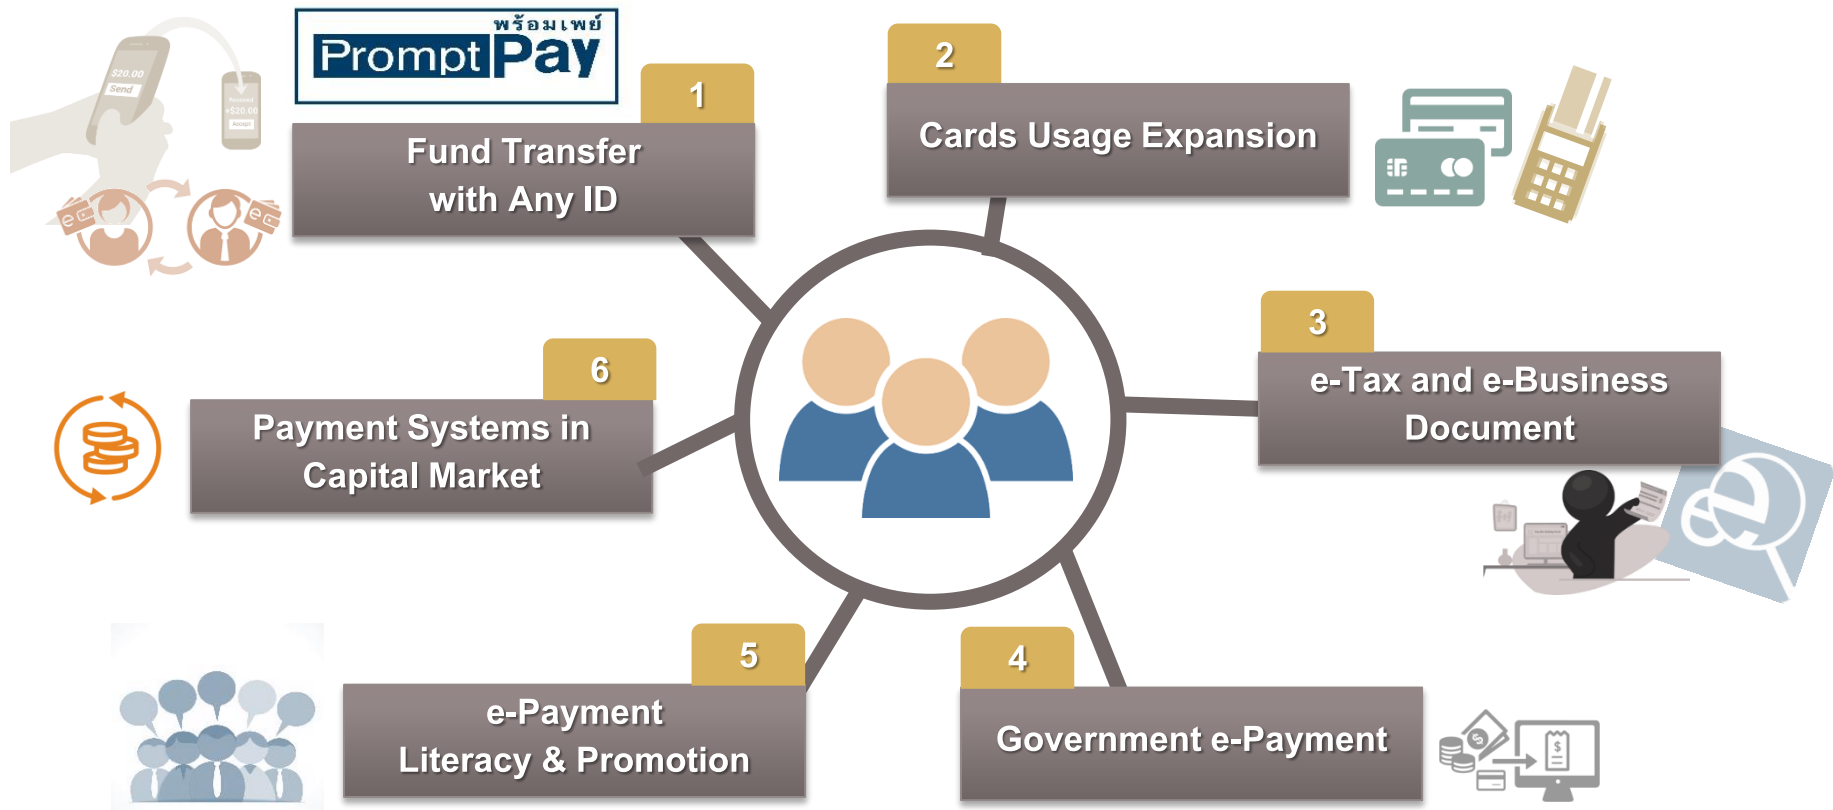 $20.00
Send
Received
+$20.00
Accept
พร้อมเพย์
PromptPay
1
Fund Transfer
with Any ID
2
Cards Usage Expansion
3
e-Tax and e-Business
Document
e
4
Government e-Payment
$
$
5
e-Payment
Literacy & Promotion
6
Payment Systems in
Capital Market
e
e